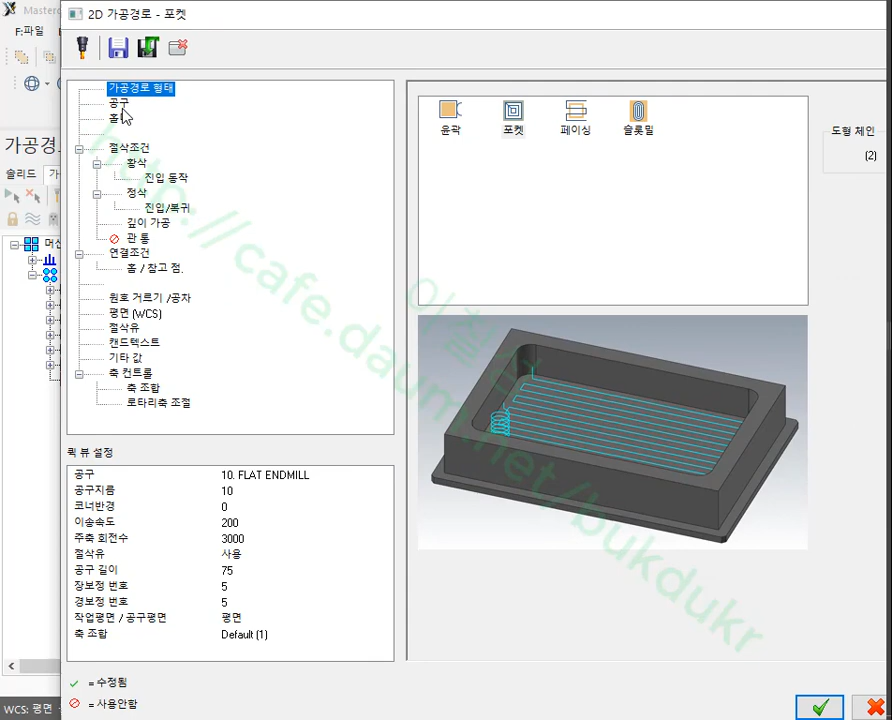 Masterc
2D 가공경로 - 포켓
F:파일
가공경로 형태
공구
윤곽
포켓
페이싱
슬롯밀
도형 체인
(2)
가공경
절삭조건
황삭
솔리드
진입 동작
정삭
진입/복귀
깊이 가공
관 통
머신
연결조건
홈 / 참고 점.
원호 거르기 /공차
평면 (WCS)
절삭유
캔드텍스트
기타 값
축 컨트롤
축 조합
로타리축 조절
퀵 뷰 설정
공구 10. FLAT ENDMILL
공구지름 10
코너반경 0
이송속도 200
주축 회전수 3000
절삭유 사용
공구 길이 75
장보정 번호 5
경보정 번호 5
작업평면 / 공구평면 평면
축 조합 Default (1)
= 수정됨
= 사용안함
WCS: 평면
http://cafe.daum.net/bukdukr